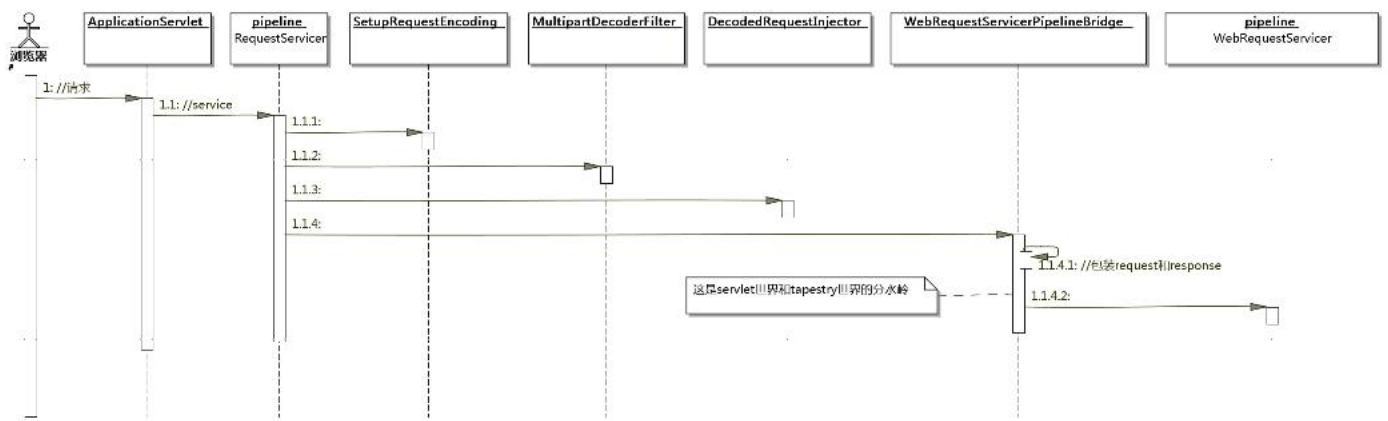 ApplicationServlet
pipeline
RequestServicer
SetupRequestEncoding
MultipartDecoderFilter
DecodedRequestInjector
WebRequestServicerPipelineBridge
pipeline
WebRequestServicer
浏览器
1: //请求
1.1: //service
1.1.1:
1.1.2:
1.1.3:
1.1.4:
1.1.4.1: //包装request和response
这是servlet世界和tapestry世界的分水岭
1.1.4.2: